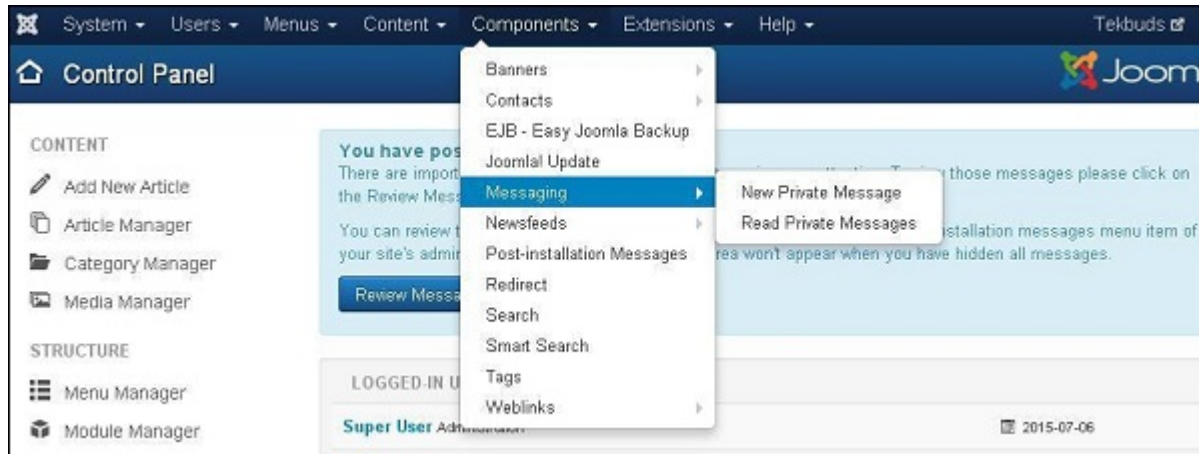 System Users Menus Content Components Extensions Help Tekbuds
Control Panel Joom
CONTENT
Add New Article
Article Manager
Category Manager
Media Manager
STRUCTURE
Menu Manager
Module Manager
Banners
Contacts
EJB - Easy Joomla Backup
Joomla! Update
Messaging
Newsfeeds
Post-installation Messages
Redirect
Search
Smart Search
Tags
Weblinks
New Private Message
Read Private Messages
You have pos
There are import those messages please click on
the Review Mess
You can review t stallation messages menu item of
your site's admin rea won't appear when you have hidden all messages.
Review Messa
LOGGED-IN U
Super User 2015-07-06